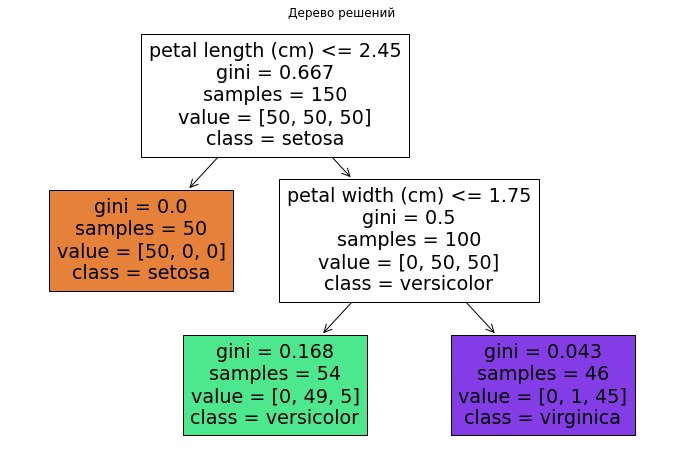 Дерево решений
petal length (cm) <= 2.45
gini = 0.667
samples = 150
value = [50, 50, 50]
class = setosa
gini = 0.0
samples = 50
value = [50, 0, 0]
class = setosa
petal width (cm) <= 1.75
gini = 0.5
samples = 100
value = [0, 50, 50]
class = versicolor
gini = 0.168
samples = 54
value = [0, 49, 5]
class = versicolor
gini = 0.043
samples = 46
value = [0, 1, 45]
class = virginica